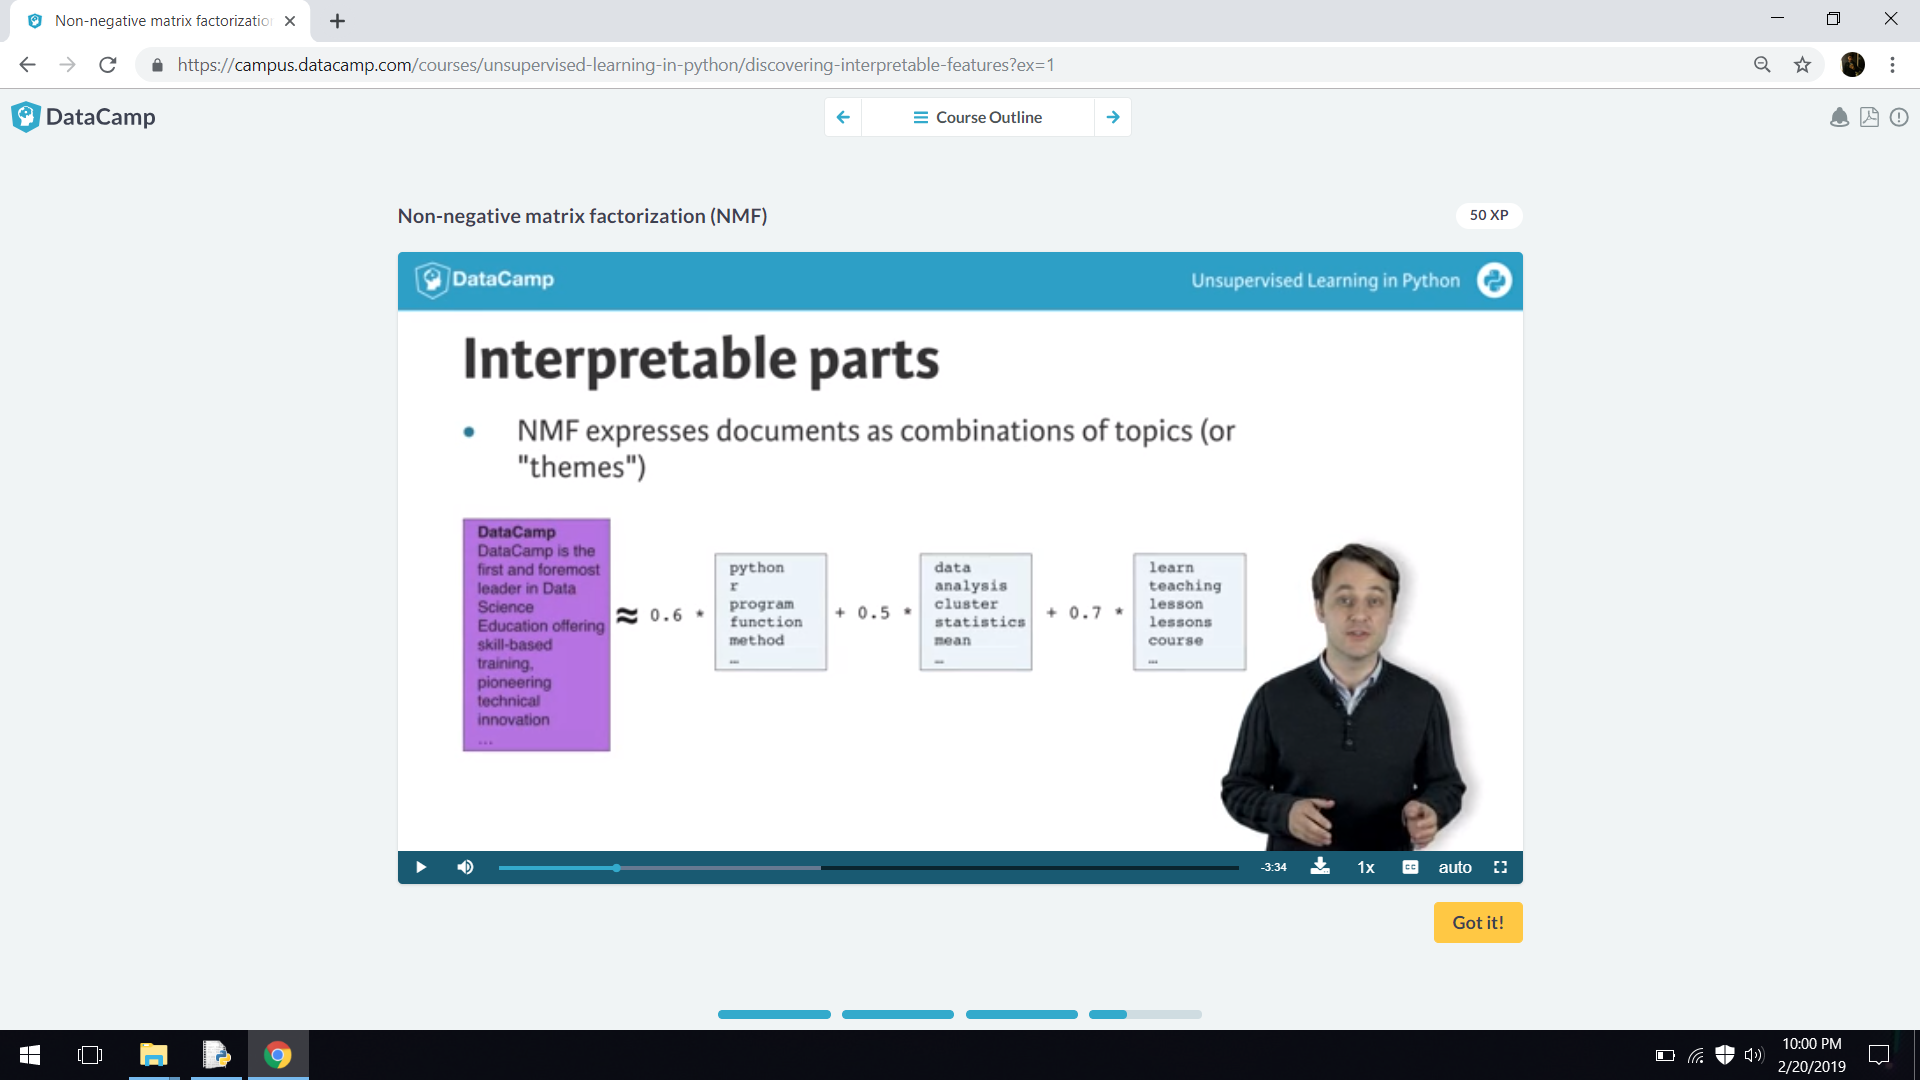 Non-negative matrix factorizatio
https://campus.datacamp.com/courses/unsupervised-learning-in-python/discovering-interpretable-features?ex=1
DataCamp
Course Outline
Non-negative matrix factorization (NMF)
50 XP
DataCamp
Unsupervised Learning in Python
Interpretable parts
• NMF expresses documents as combinations of topics (or
"themes")
DataCamp
DataCamp is the
first and foremost
leader in Data
Science
Education offering
skill-based
training,
pioneering
technical
innovation
...
≈ 0.6 *
python
r
program
function
method
...
+ 0.5 *
data
analysis
cluster
statistics
mean
...
+ 0.7 *
learn
teaching
lesson
lessons
course
...
-3:34
1x
CC
auto
Got it!
10:00 PM
2/20/2019